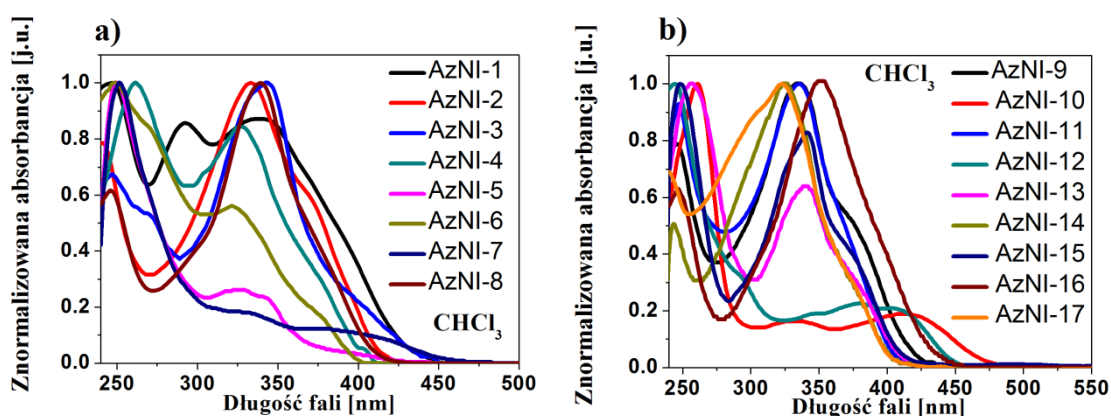 a)
Znormalizowana absorbancja [j.u.]
1.0
0.8
0.6
0.4
0.2
0.0
AzNI-1
AzNI-2
AzNI-3
AzNI-4
AzNI-5
AzNI-6
AzNI-7
AzNI-8
CHCl3
250 300 350 400 450 500
Długość fali [nm]
b)
Znormalizowana absorbancja [j.u.]
1.0
0.8
0.6
0.4
0.2
0.0
CHCl3
AzNI-9
AzNI-10
AzNI-11
AzNI-12
AzNI-13
AzNI-14
AzNI-15
AzNI-16
AzNI-17
250 300 350 400 450 500 550
Długość fali [nm]